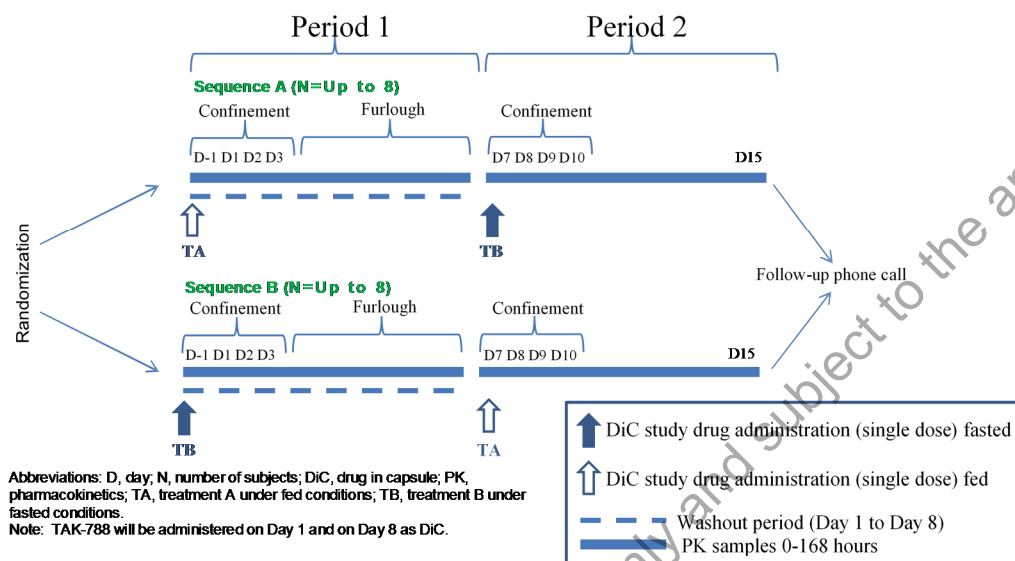 Period 1
Period 2
Sequence A (N=Up to 8)
Confinement
Furlough
Confinement
D-1 D1 D2 D3
D7 D8 D9 D10
D15
TA
TB
Randomization
Follow-up phone call
Sequence B (N=Up to 8)
Confinement
Furlough
Confinement
D-1 D1 D2 D3
D7 D8 D9 D10
D15
TB
TA
DiC study drug administration (single dose) fasted
DiC study drug administration (single dose) fed
Washout period (Day 1 to Day 8)
PK samples 0-168 hours
Abbreviations: D, day; N, number of subjects; DiC, drug in capsule; PK,
pharmacokinetics; TA, treatment A under fed conditions; TB, treatment B under
fasted conditions.
Note: TAK-788 will be administered on Day 1 and on Day 8 as DiC.
and subject to the